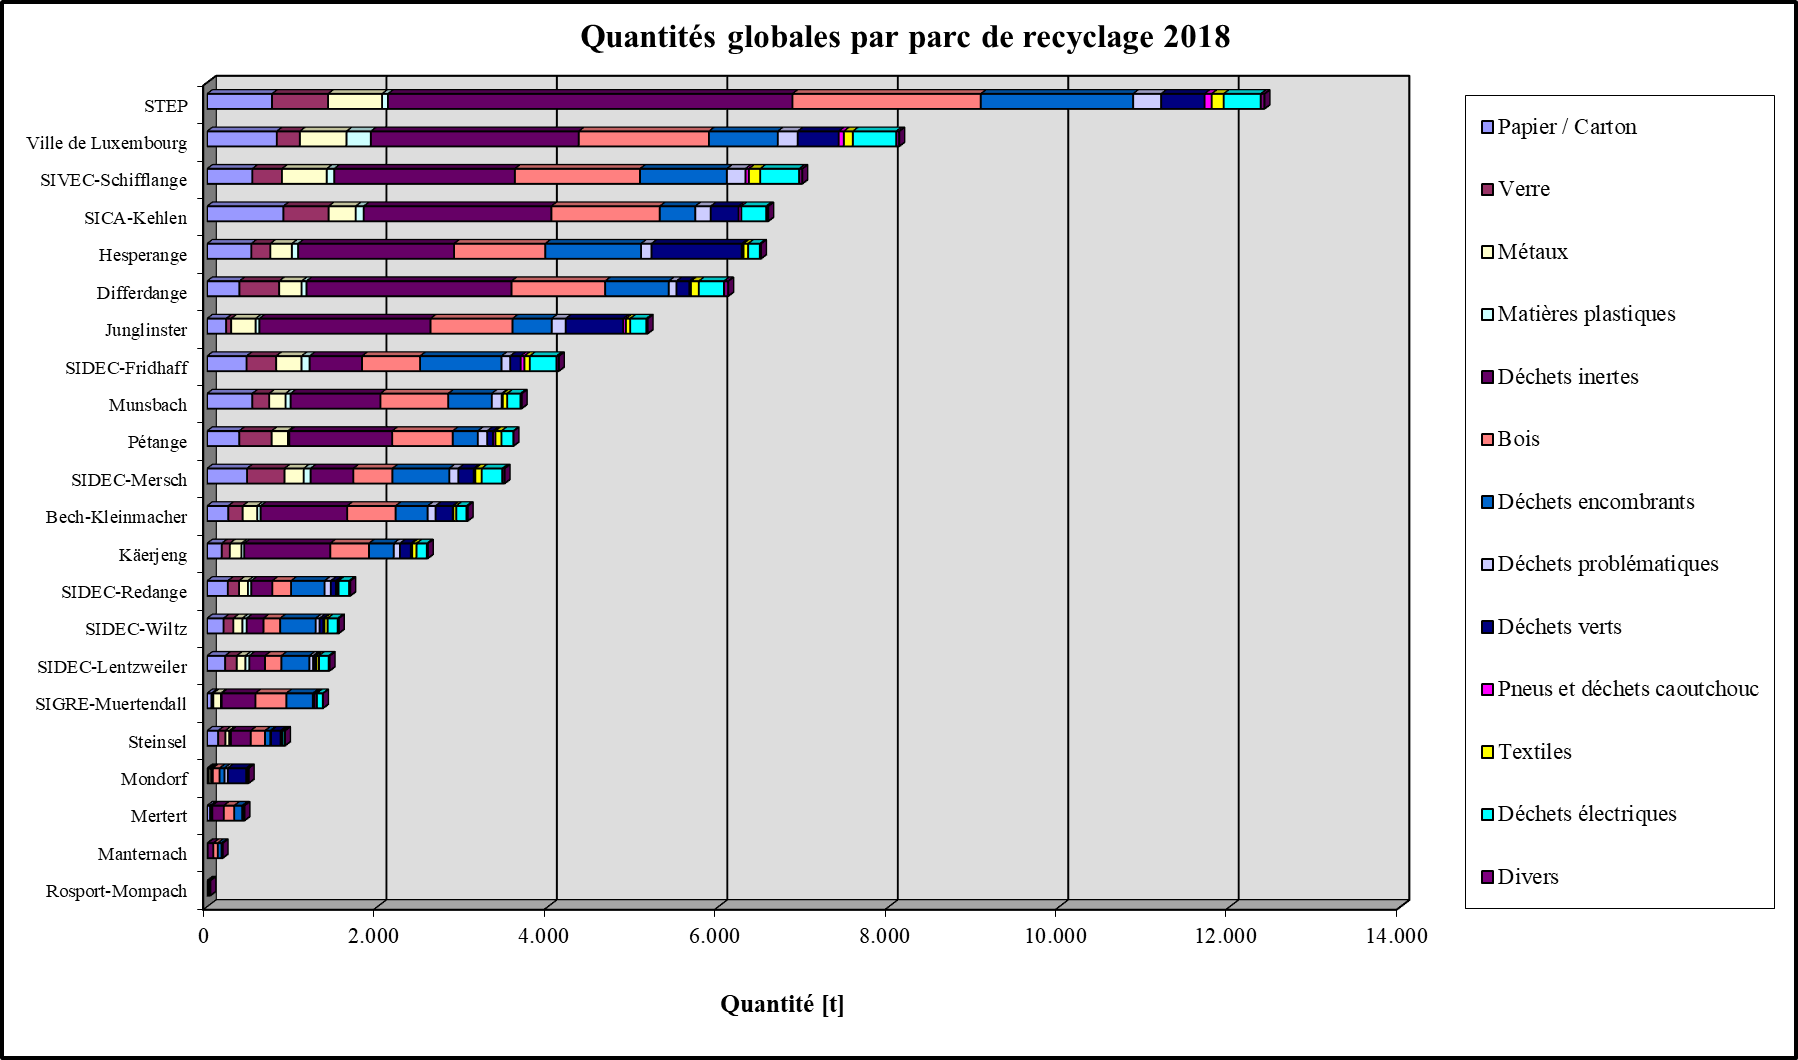 Quantités globales par parc de recyclage 2018
STEP
Ville de Luxembourg
SIVEC-Schifflange
SICA-Kehlen
Hesperange
Differdange
Junglinster
SIDEC-Fridhaff
Munsbach
Pétange
SIDEC-Mersch
Bech-Kleinmacher
Käerjeng
SIDEC-Redange
SIDEC-Wiltz
SIDEC-Lentzweiler
SIGRE-Muertendall
Steinsel
Mondorf
Mertert
Manternach
Rosport-Mompach
0 2.000 4.000 6.000 8.000 10.000 12.000 14.000
Quantité [t]
Papier / Carton
Verre
Métaux
Matières plastiques
Déchets inertes
Bois
Déchets encombrants
Déchets problématiques
Déchets verts
Pneus et déchets caoutchouc
Textiles
Déchets électriques
Divers